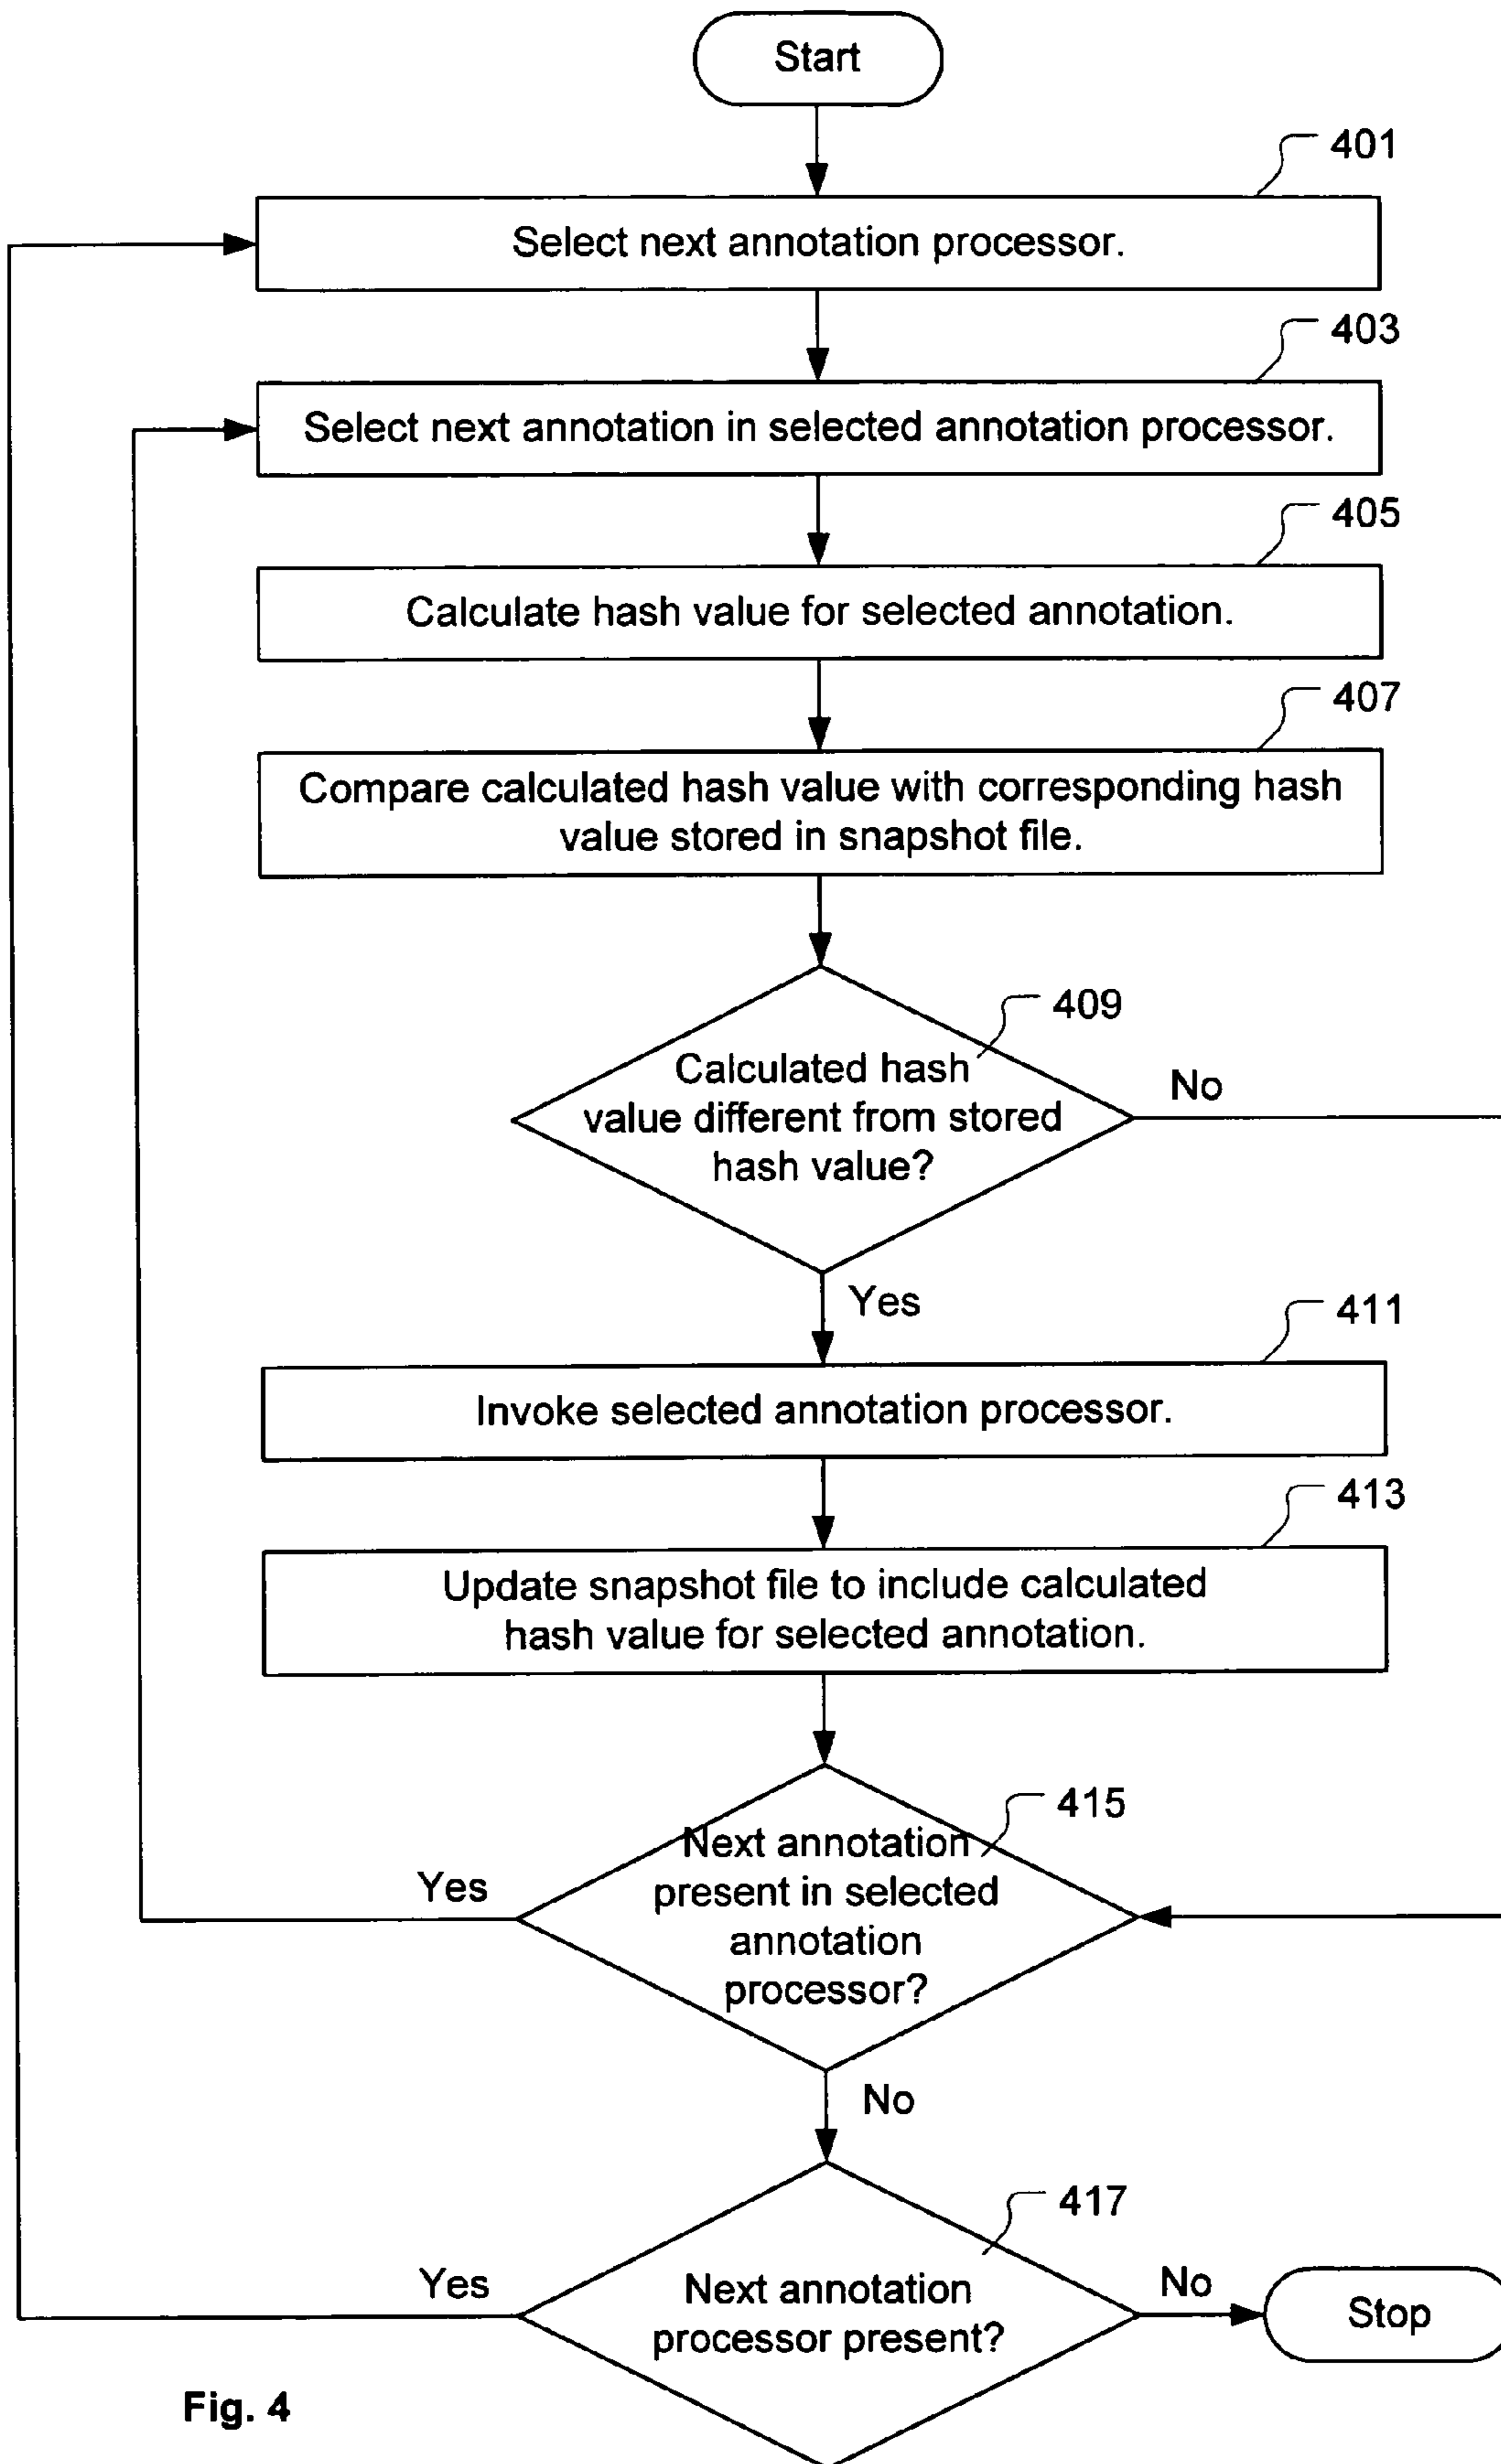 Start
401
Select next annotation processor.
403
Select next annotation in selected annotation processor.
405
Calculate hash value for selected annotation.
407
Compare calculated hash value with corresponding hash
value stored in snapshot file.
409
Calculated hash
value different from stored
hash value?
No
Yes
411
Invoke selected annotation processor.
413
Update snapshot file to include calculated
hash value for selected annotation.
415
Next annotation
present in selected
annotation
processor?
Yes
No
417
Next annotation
processor present?
Yes
No
Stop
Fig. 4